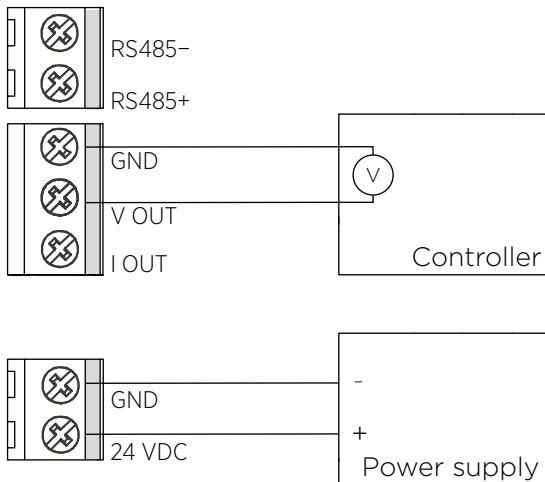 RS485−
RS485+
GND
V
V OUT
I OUT
Controller
GND
-
+
24 VDC
Power supply